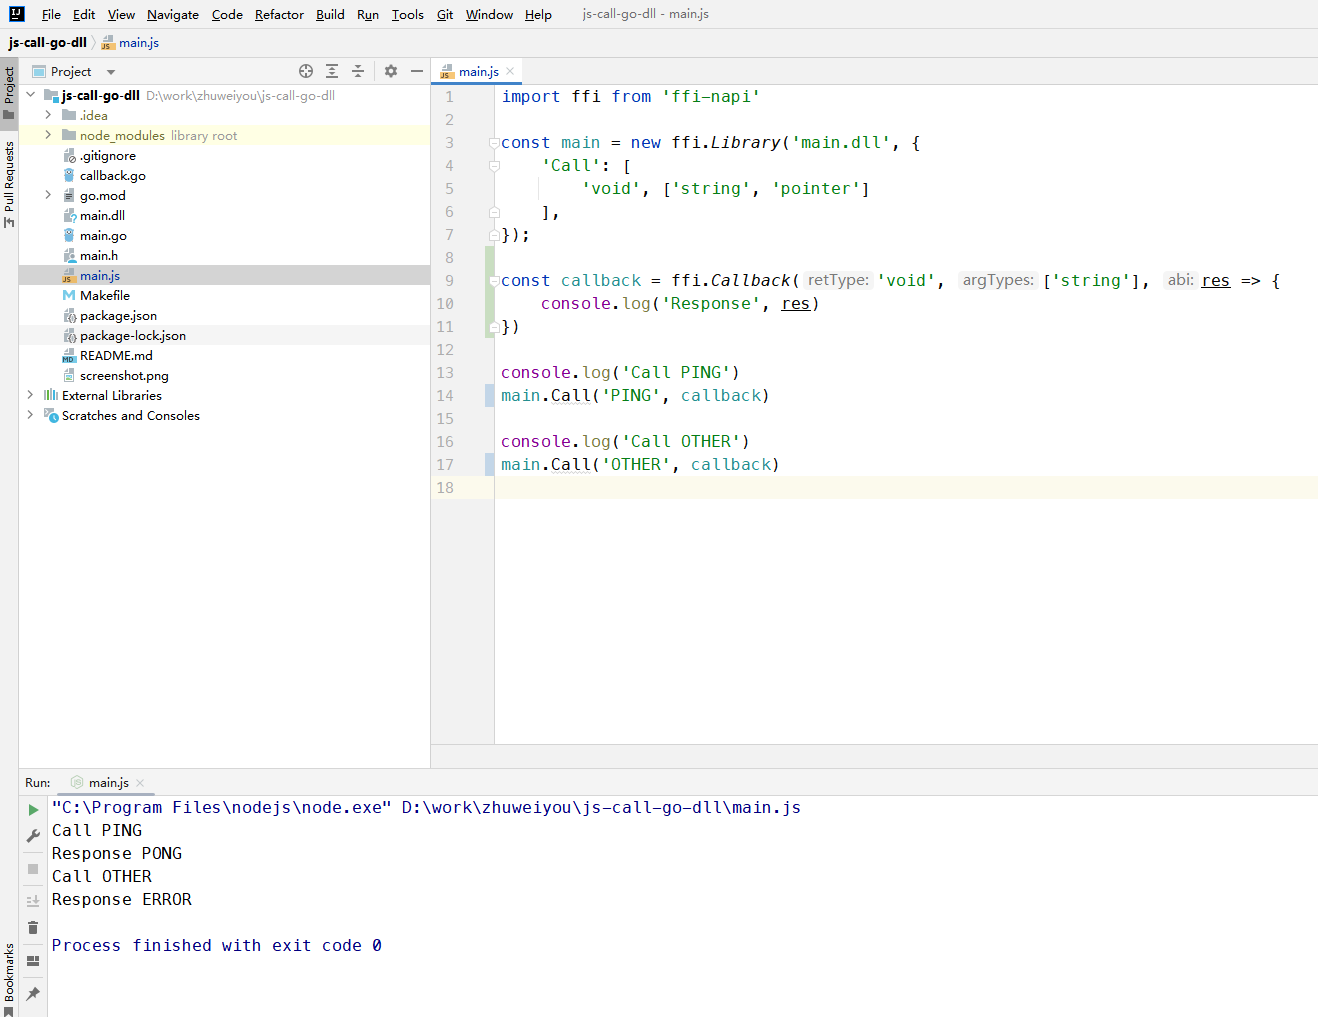 File Edit View Navigate Code Refactor Build Run Tools Git Window Help js-call-go-dll - main.js
js-call-go-dll main.js
Project
Pull Requests
Bookmarks
Project
js-call-go-dll D:\work\zhuweiyou\js-call-go-dll
.idea
node_modules library root
.gitignore
callback.go
go.mod
main.dll
main.go
main.h
main.js
Makefile
package.json
package-lock.json
README.md
screenshot.png
External Libraries
Scratches and Consoles
main.js
1 import ffi from 'ffi-napi'
2
3 const main = new ffi.Library('main.dll', {
4 'Call': [
5 'void', ['string', 'pointer']
6 ],
7 });
8
9 const callback = ffi.Callback( retType: 'void', argTypes: ['string'], abi: res => {
10 console.log('Response', res)
11 })
12
13 console.log('Call PING')
14 main.Call('PING', callback)
15
16 console.log('Call OTHER')
17 main.Call('OTHER', callback)
18
Run: main.js
"C:\Program Files\nodejs\node.exe" D:\work\zhuweiyou\js-call-go-dll\main.js
Call PING
Response PONG
Call OTHER
Response ERROR
Process finished with exit code 0